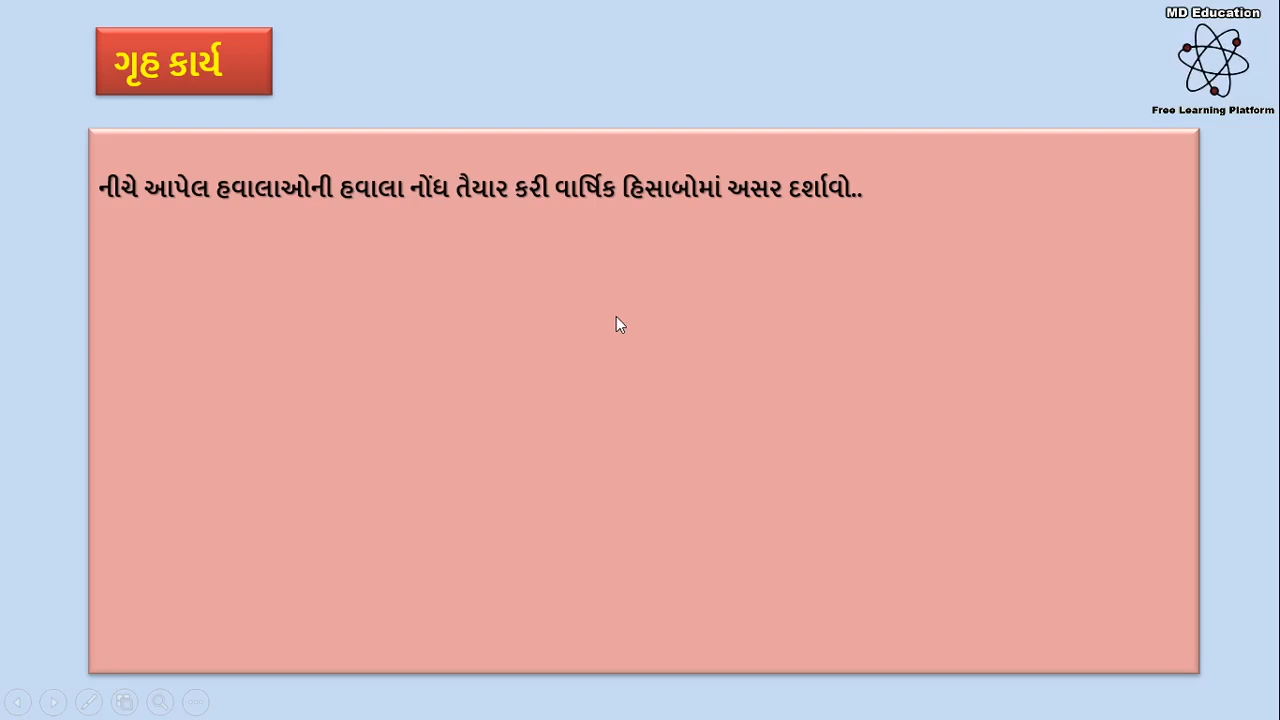 MD Education
ગૃહ કાર્ય
Free Learning Platform
નીચે આપેલ હવાલાઓની હવાલા નોંધ તૈયાર કરી વાર્ષિક હિસાબોમાં અસર દર્શાવો..